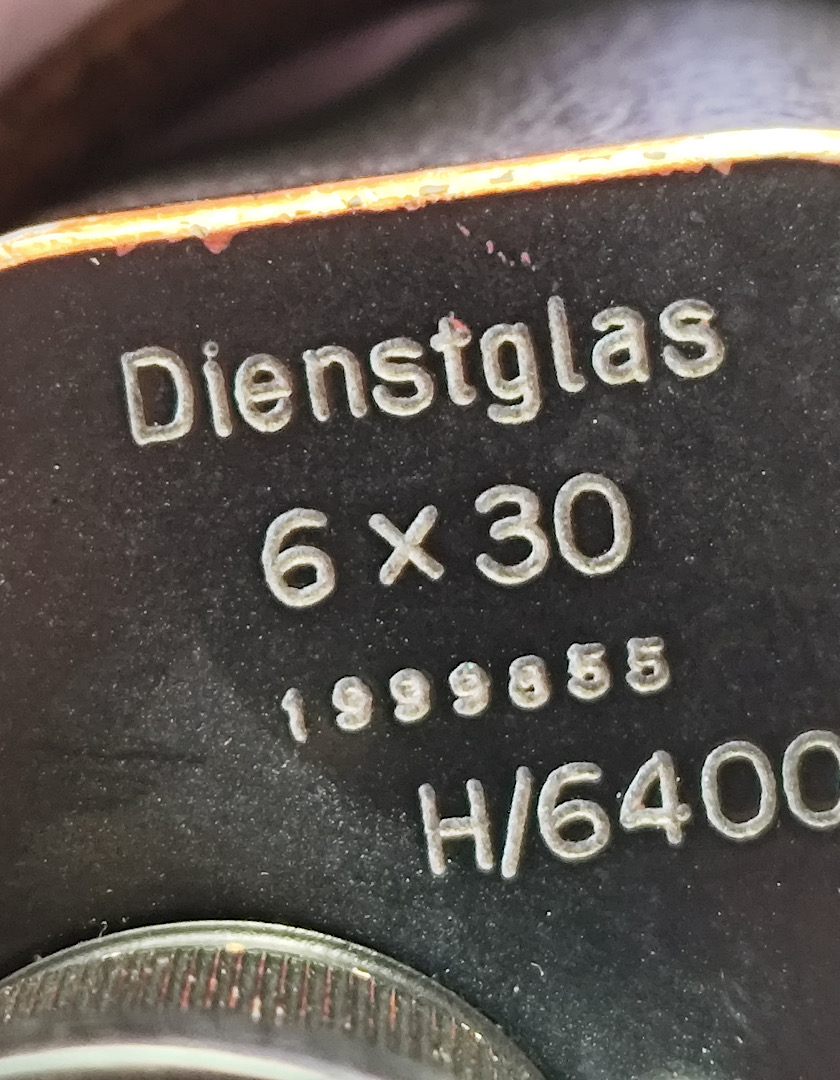 Dienstglas
6 x 30
1999855
H/6400